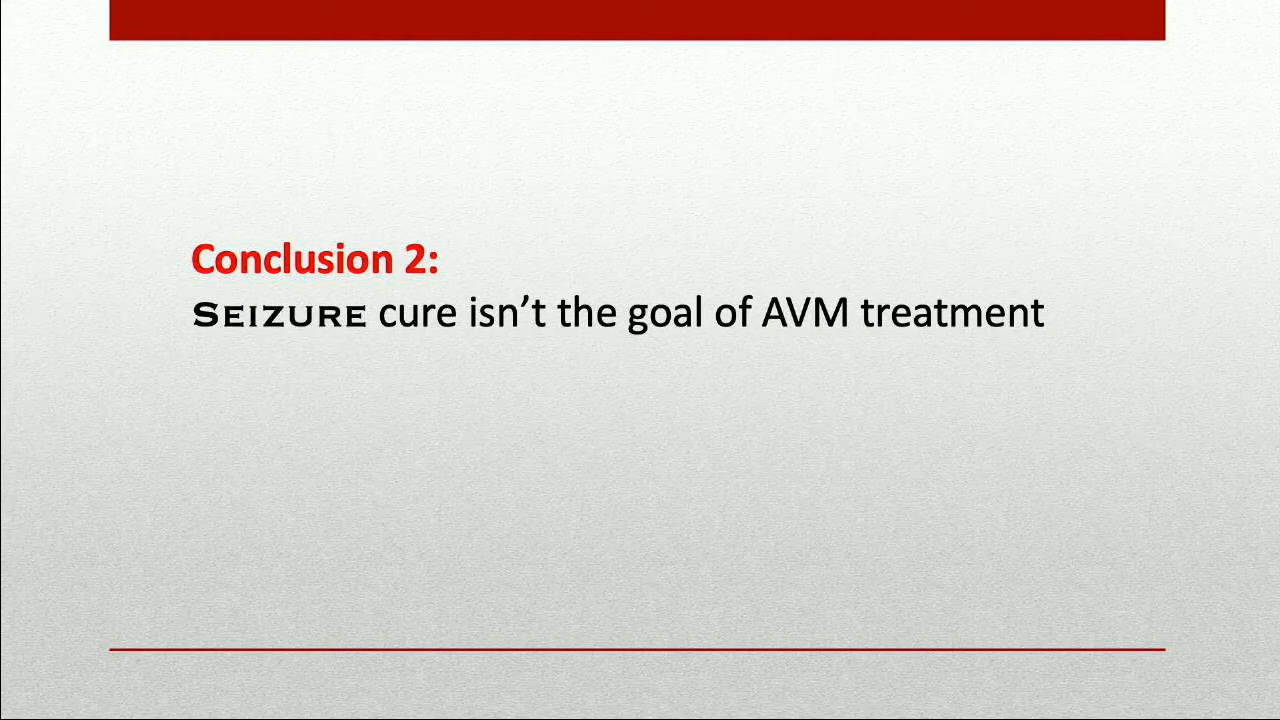 Conclusion 2:
SEIZURE cure isn’t the goal of AVM treatment